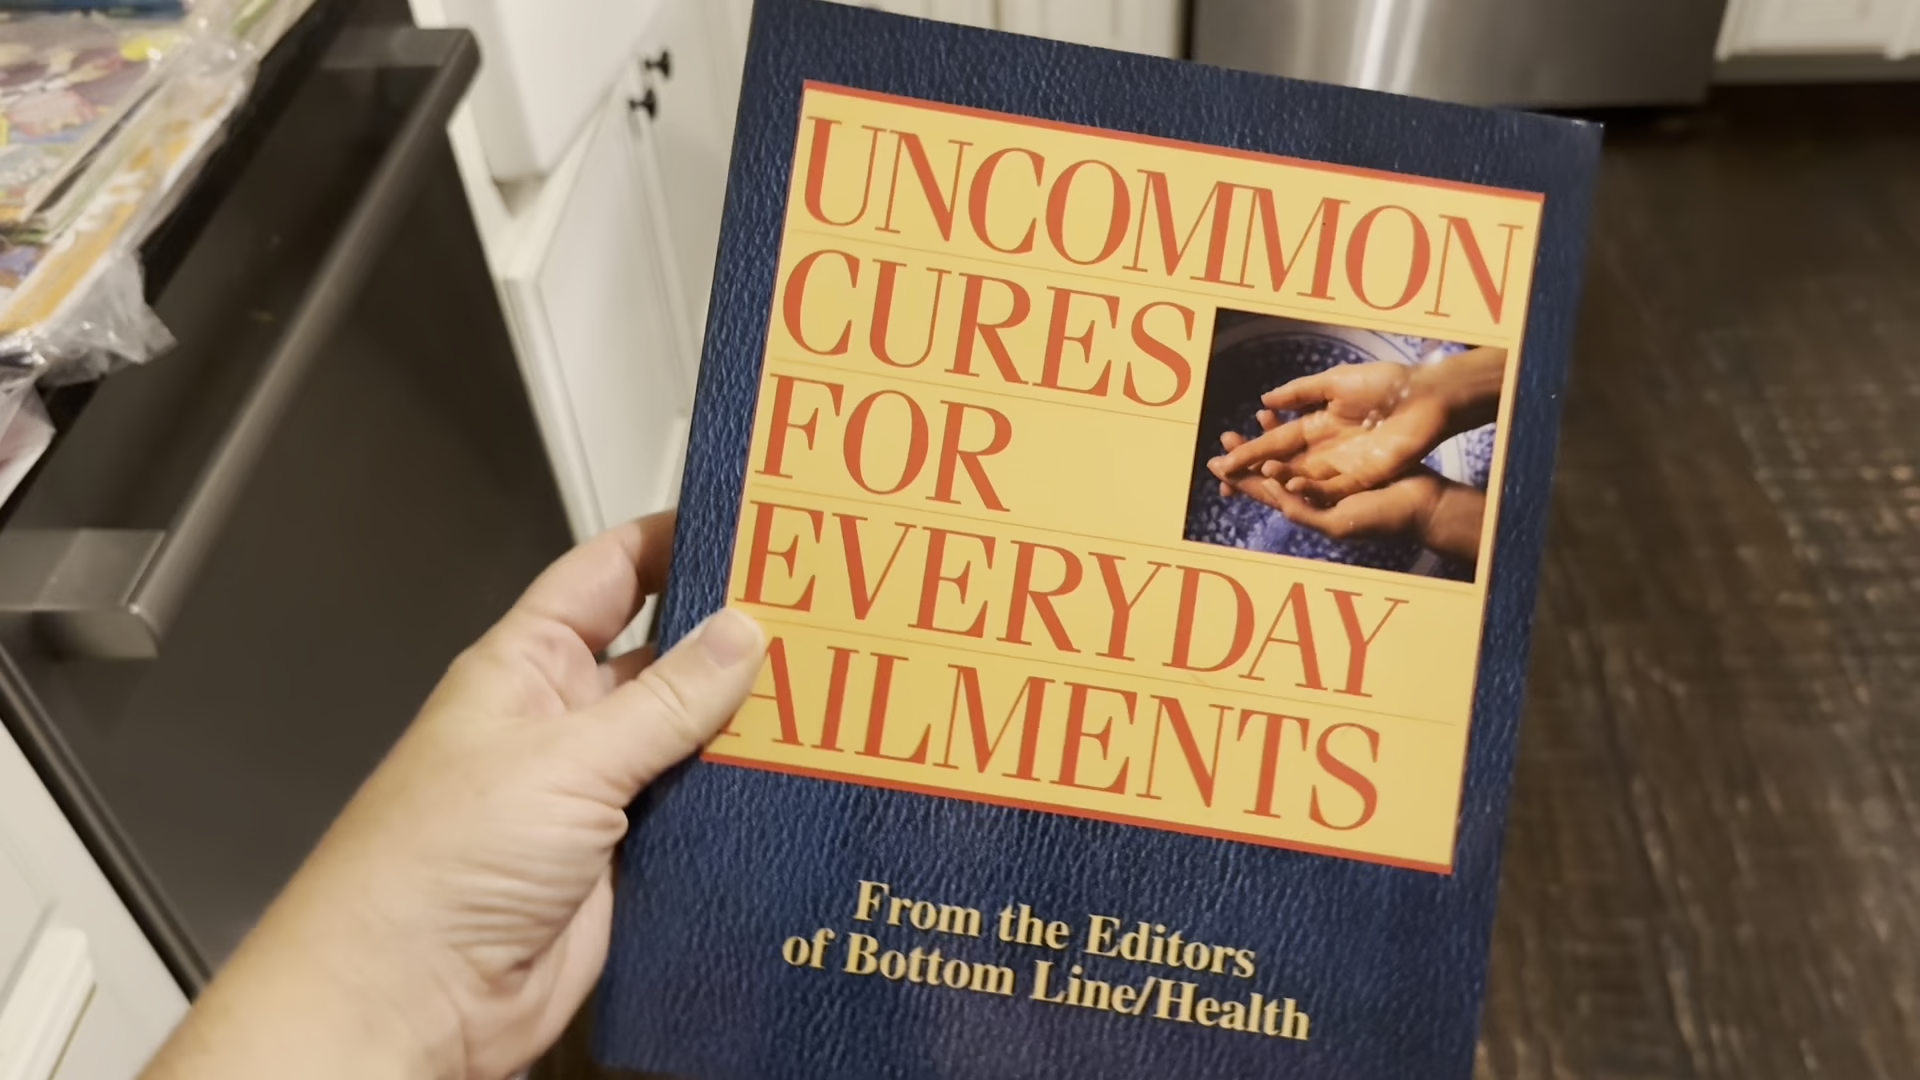 UNCOMMON
CURES
FOR
EVERYDAY
AILMENTS
From the Editors
of Bottom Line/Health